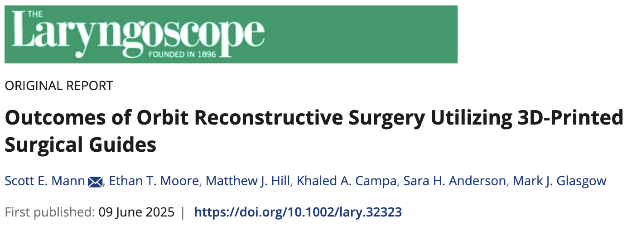 THE
Laryngoscope
FOUNDED IN 1896
ORIGINAL REPORT
Outcomes of Orbit Reconstructive Surgery Utilizing 3D-Printed
Surgical Guides
Scott E. Mann, Ethan T. Moore, Matthew J. Hill, Khaled A. Campa, Sara H. Anderson, Mark J. Glasgow
First published: 09 June 2025 | https://doi.org/10.1002/lary.32323